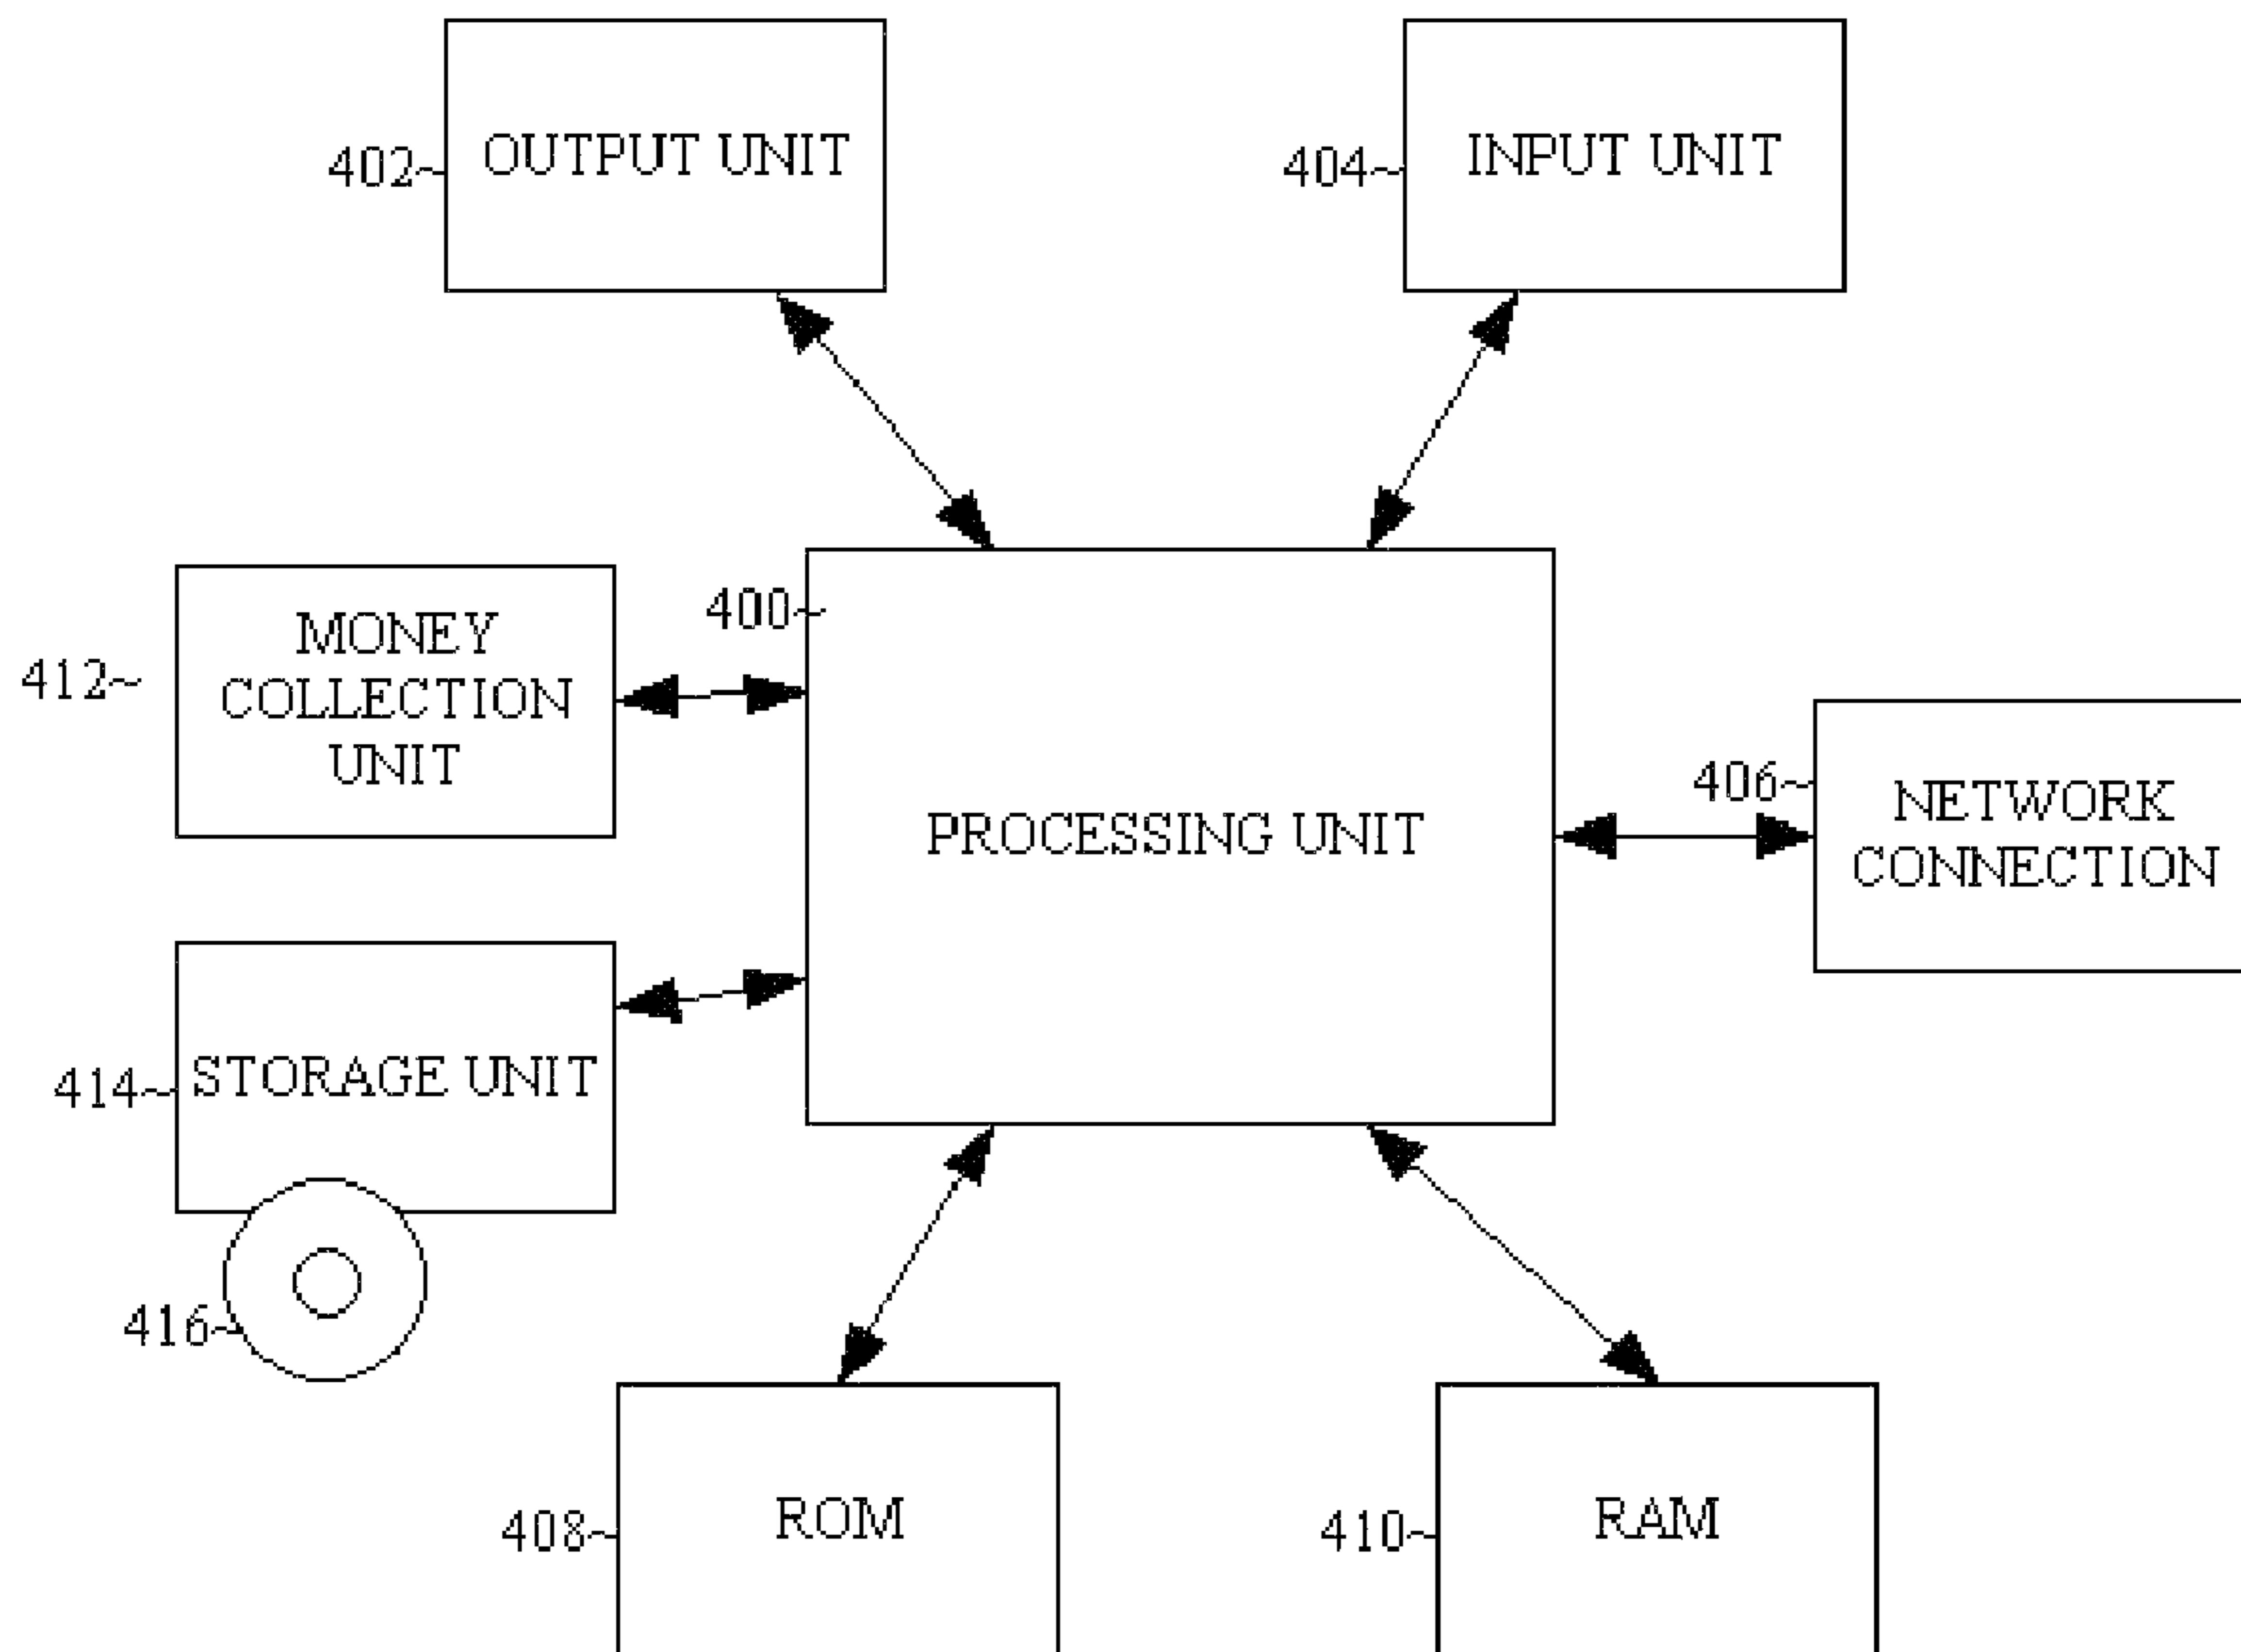 402~ OUTPUT UNIT
404~ INPUT UNIT
412~
MONEY
COLLECTION
UNIT
400~
PROCESSING UNIT
406~
NETWORK
CONNECTION
414~ STORAGE UNIT
416~
408~ ROM
410~ RAM